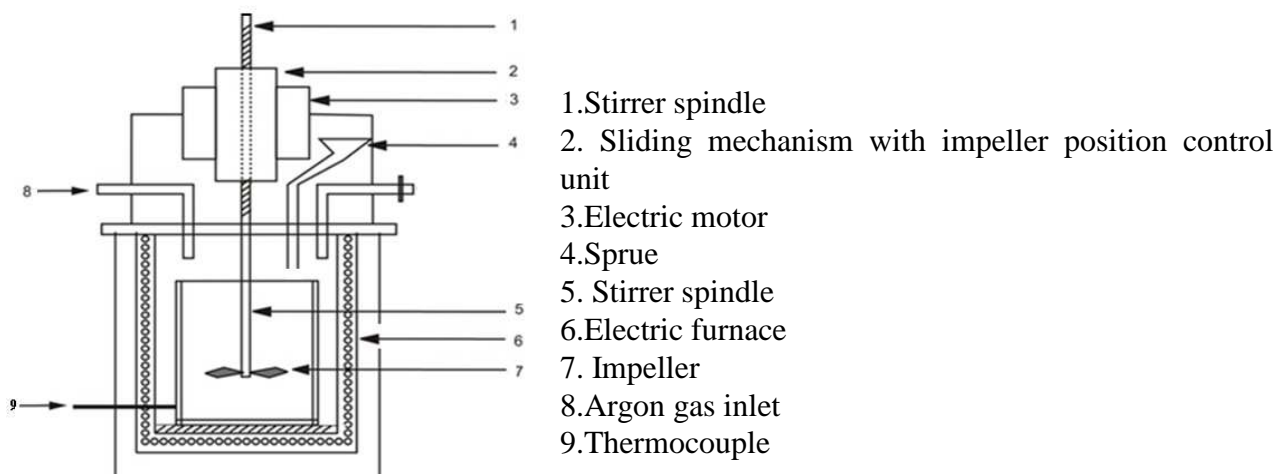 1
2
3
4
8
5
6
7
9
1.Stirrer spindle
2. Sliding mechanism with impeller position control
unit
3.Electric motor
4.Sprue
5. Stirrer spindle
6.Electric furnace
7. Impeller
8.Argon gas inlet
9.Thermocouple